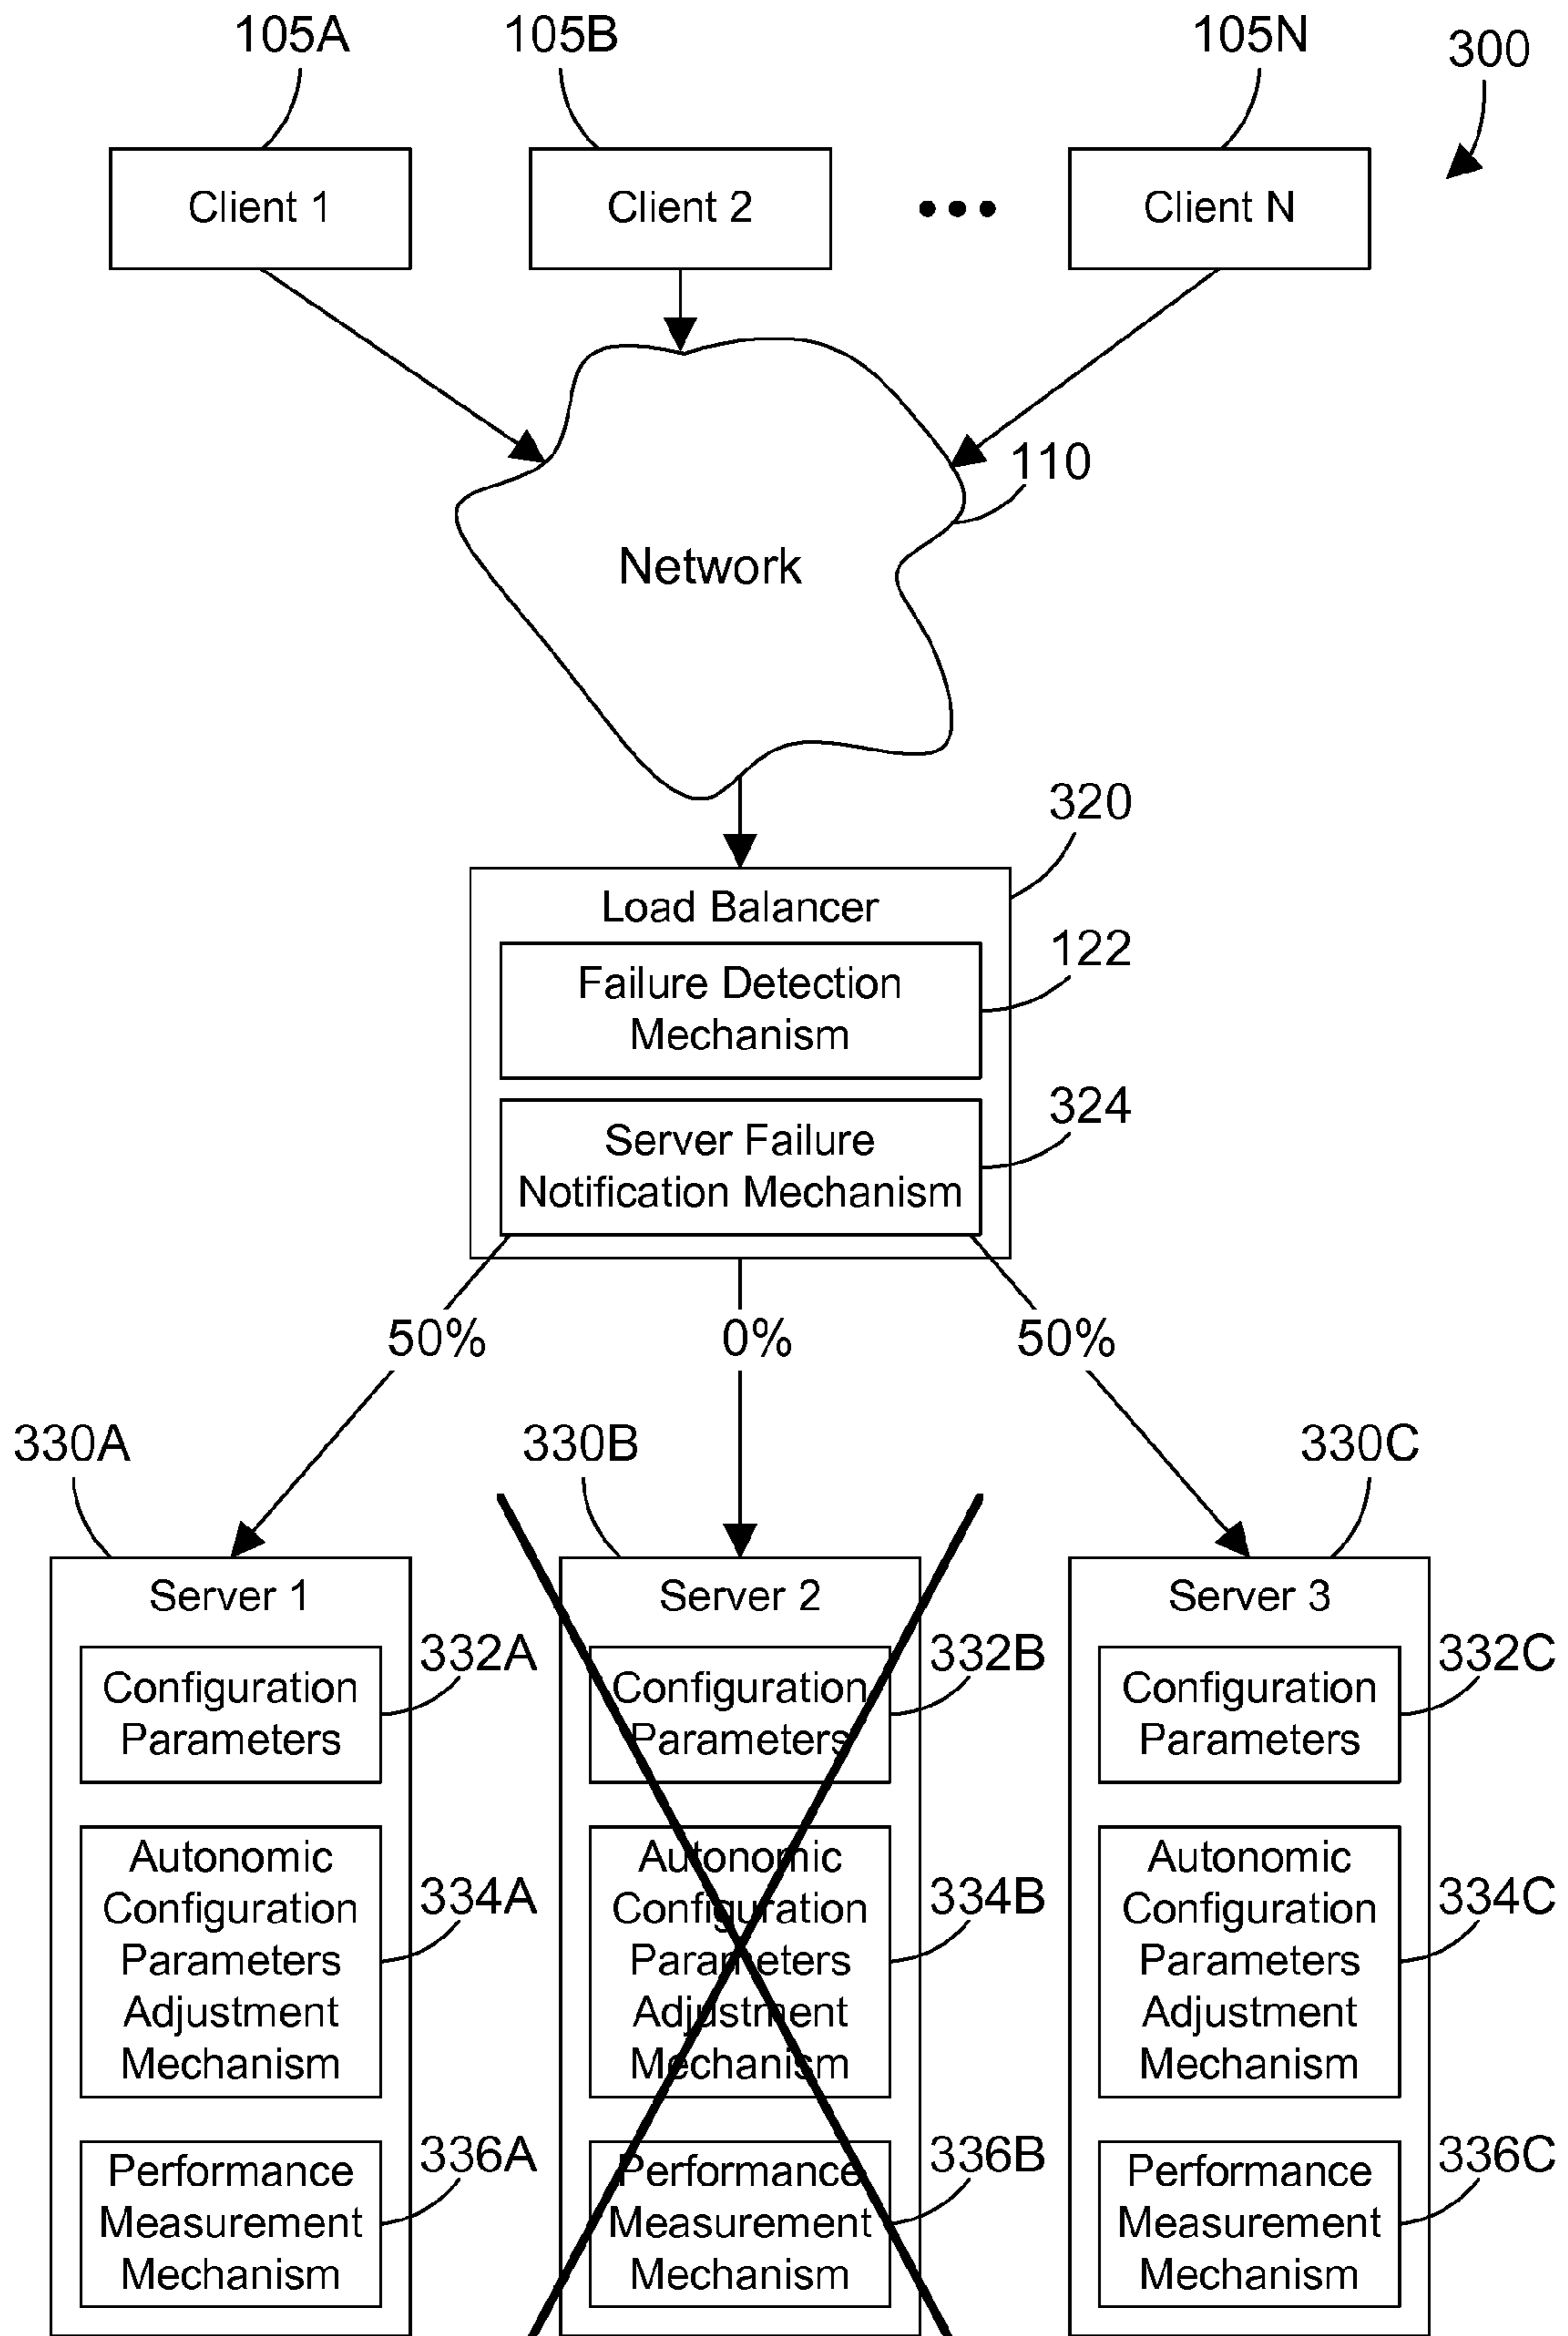 105A
105B
105N
300
Client 1
Client 2
•••
Client N
110
Network
320
Load Balancer
122
Failure Detection
Mechanism
324
Server Failure
Notification Mechanism
50%
0%
50%
330A
330B
330C
Server 1
332A
Configuration
Parameters
334A
Autonomic
Configuration
Parameters
Adjustment
Mechanism
336A
Performance
Measurement
Mechanism
Server 2
332B
Configuration
Parameters
334B
Autonomic
Configuration
Parameters
Adjustment
Mechanism
336B
Performance
Measurement
Mechanism
Server 3
332C
Configuration
Parameters
334C
Autonomic
Configuration
Parameters
Adjustment
Mechanism
336C
Performance
Measurement
Mechanism